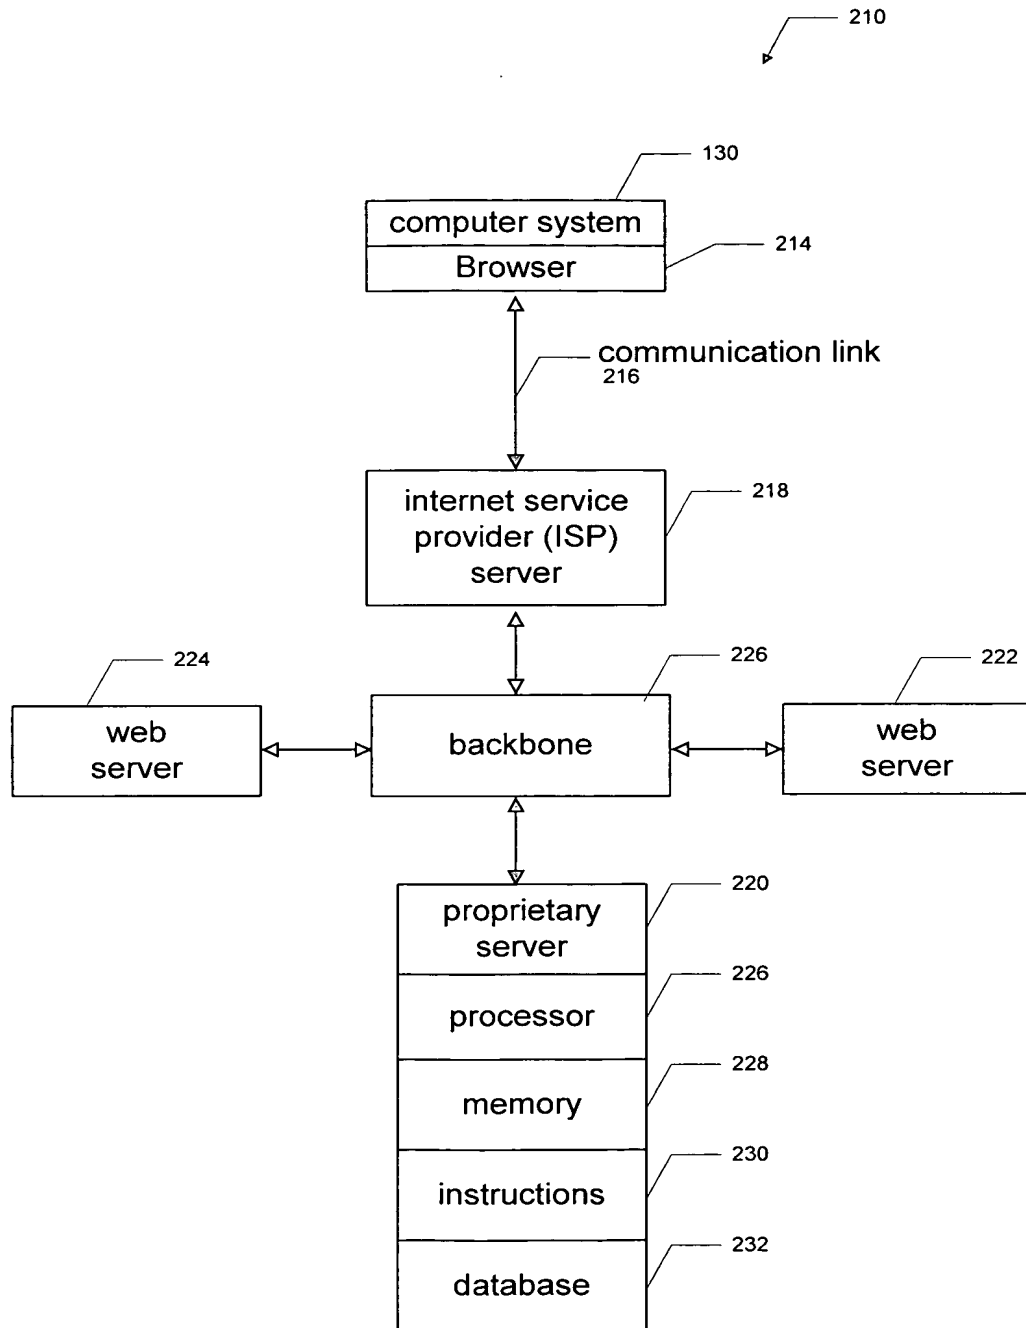 210
130
computer system
214
Browser
communication link
216
internet service
218
provider (ISP)
server
224
226
222
web
server
backbone
web
server
220
proprietary
server
226
processor
228
memory
230
instructions
232
database